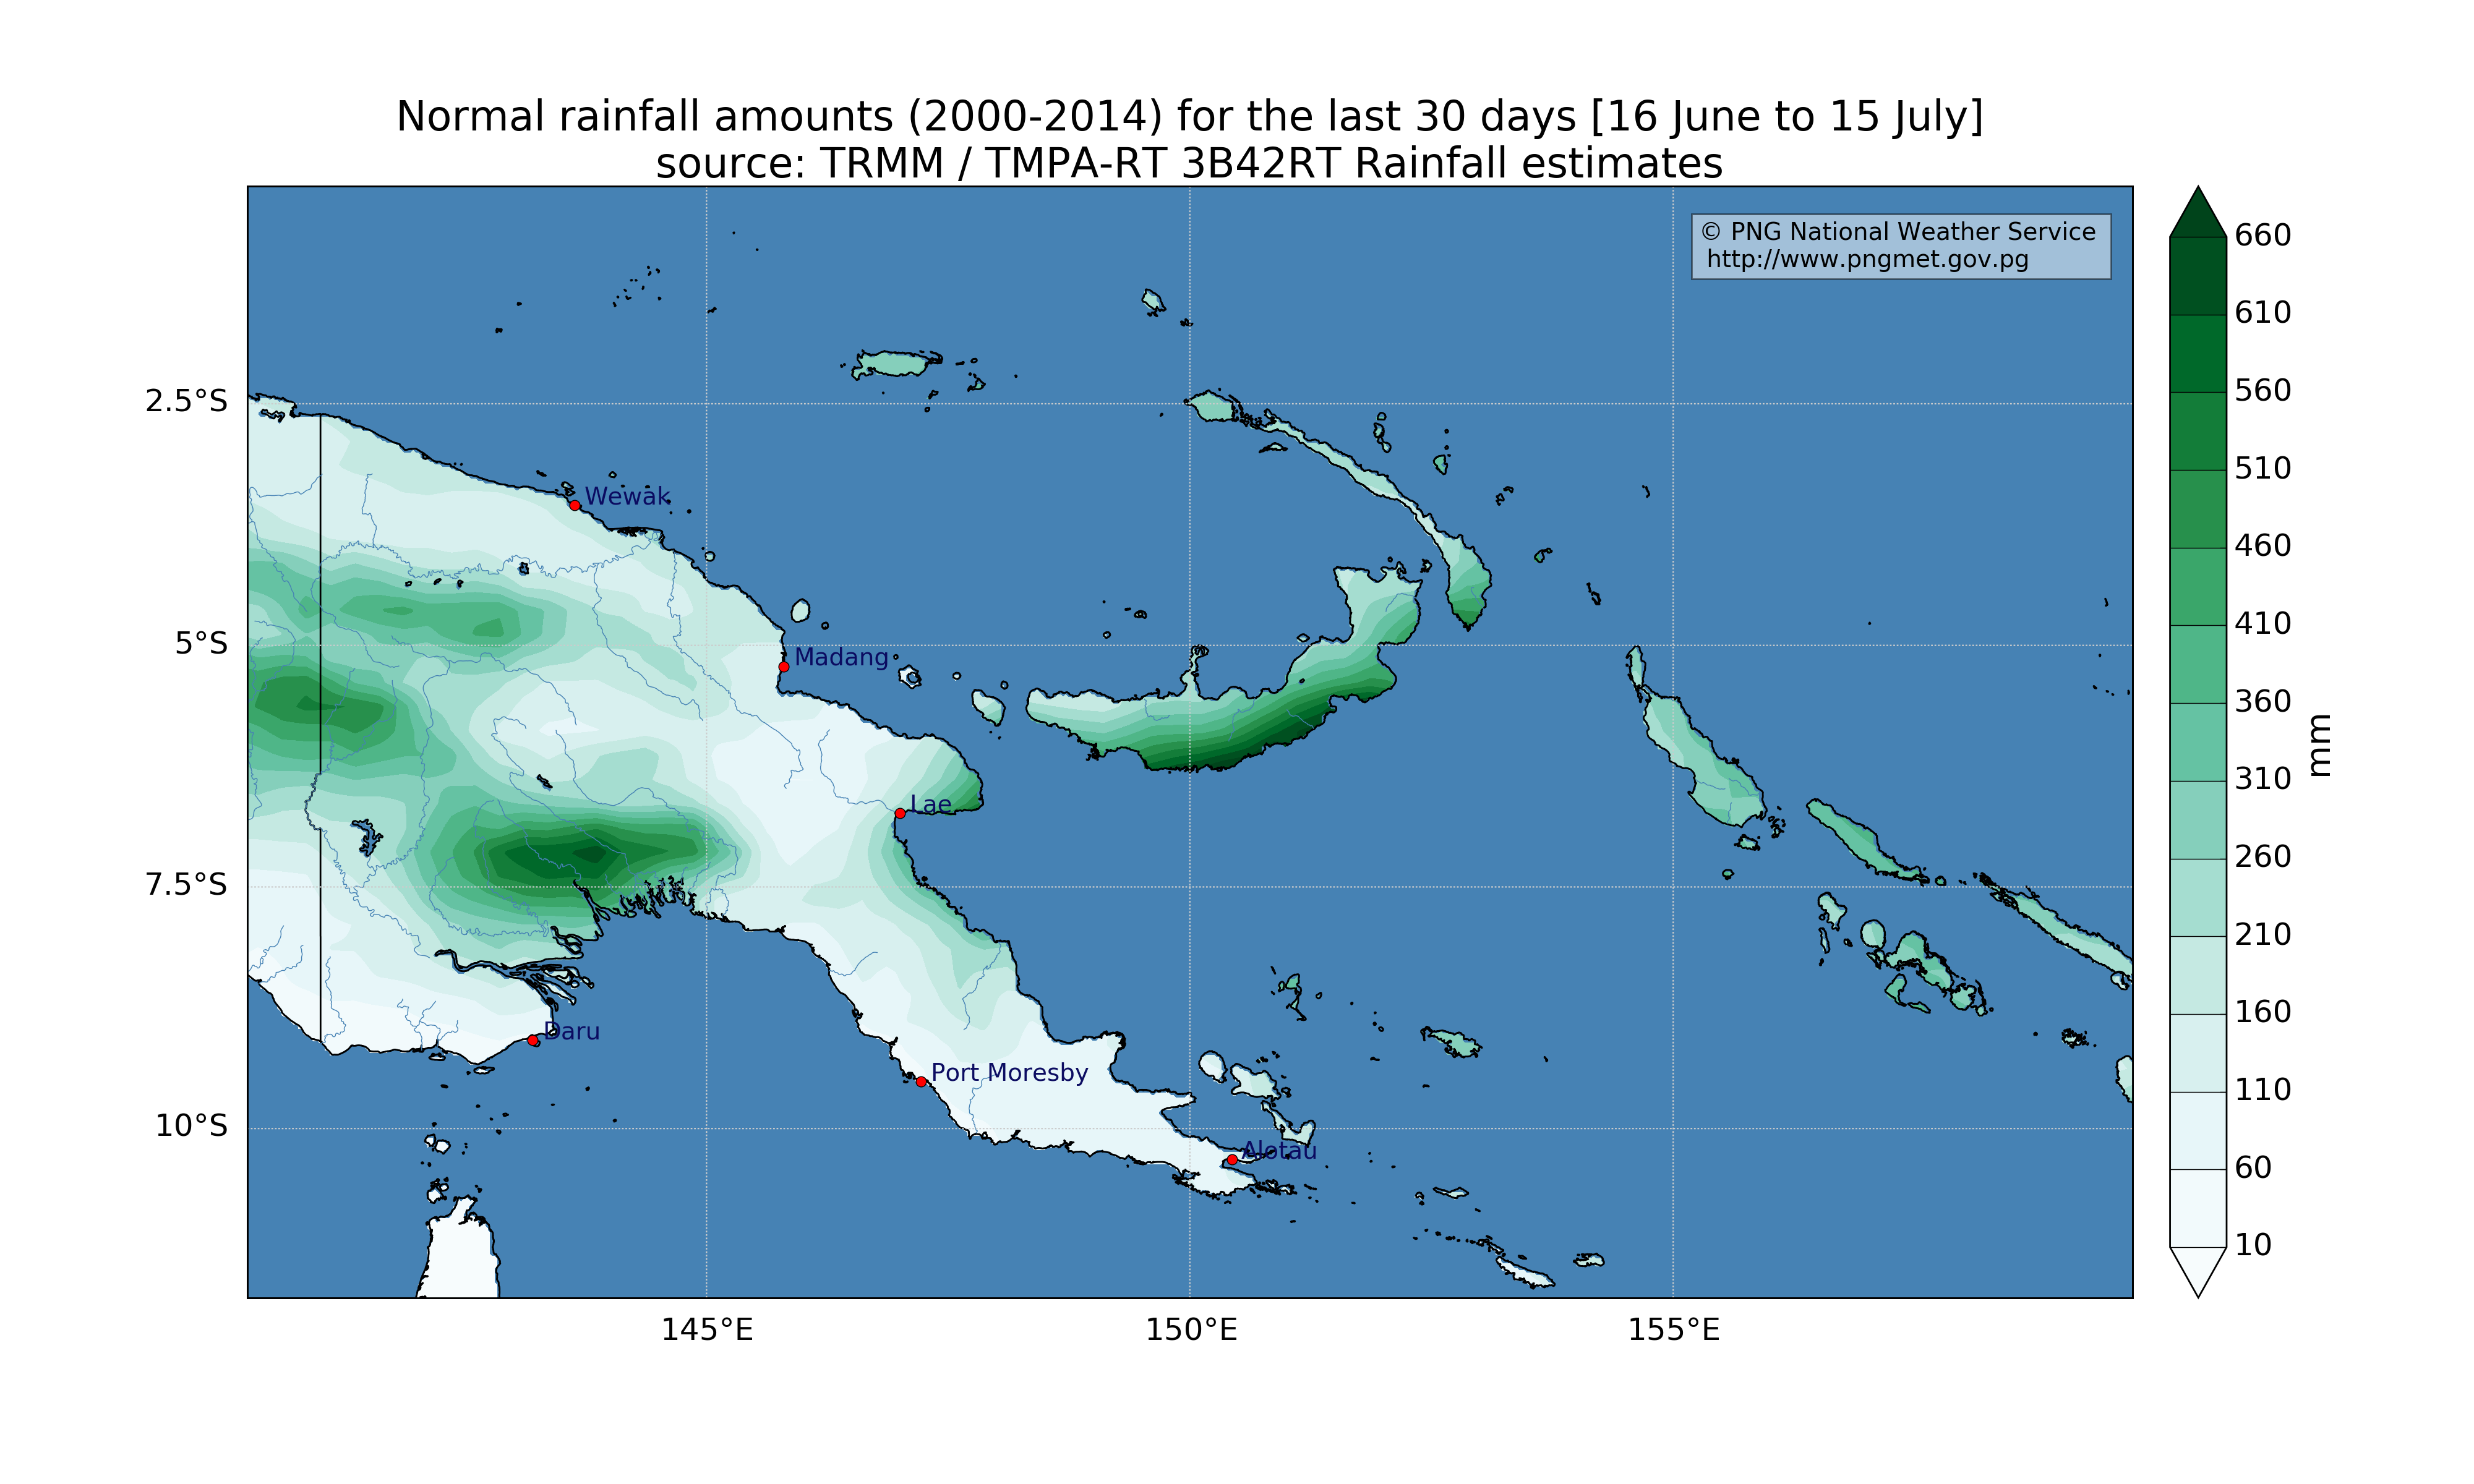 Normal rainfall amounts (2000-2014) for the last 30 days [16 June to 15 July]
source: TRMM / TMPA-RT 3B42RT Rainfall estimates
© PNG National Weather Service
http://www.pngmet.gov.pg
2.5°S
5°S
7.5°S
10°S
145°E
150°E
155°E
Wewak
Madang
Lae
Daru
Port Moresby
Alotau
660
610
560
510
460
410
360
310
260
210
160
110
60
10
mm